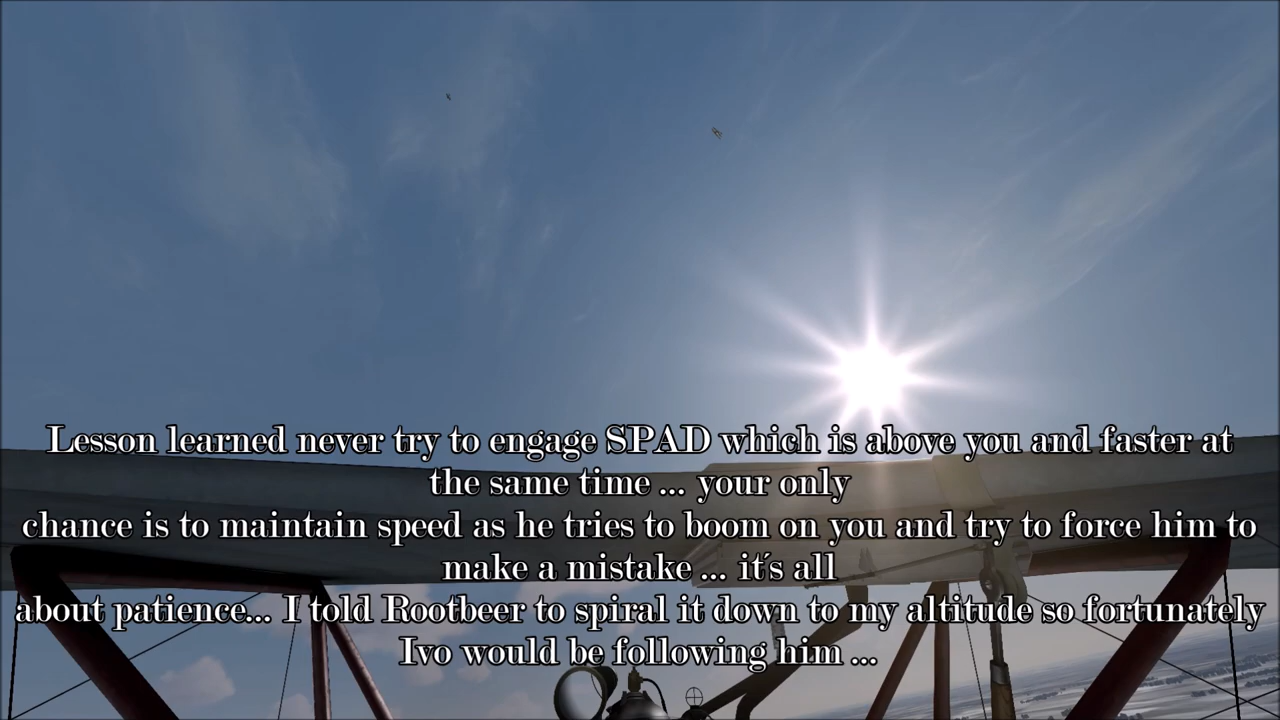 Lesson learned never try to engage SPAD which is above you and faster at
the same time ... your only
chance is to maintain speed as he tries to boom on you and try to force him to
make a mistake ... it´s all
about patience... I told Rootbeer to spiral it down to my altitude so fortunately
Ivo would be following him ...